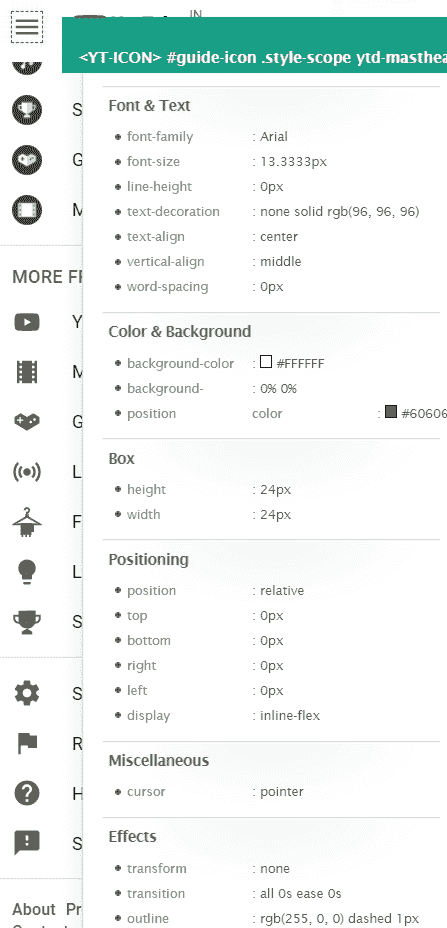 IN
<YT-ICON> #guide-icon .style-scope ytd-masthea
S
Font & Text
font-family : Arial
G
font-size : 13.3333px
line-height : 0px
M
text-decoration : none solid rgb(96, 96, 96)
text-align : center
vertical-align : middle
MORE FR
word-spacing : 0px
Y
Color & Background
background-color : #FFFFFF
M
background- : 0% 0%
position color : #60606
G
Box
L
height : 24px
width : 24px
F
Positioning
L
position : relative
top : 0px
S
bottom : 0px
right : 0px
left : 0px
S
display : inline-flex
R
Miscellaneous
cursor : pointer
H
Effects
S
transform : none
transition : all 0s ease 0s
About Pr
outline : rgb(255, 0, 0) dashed 1px